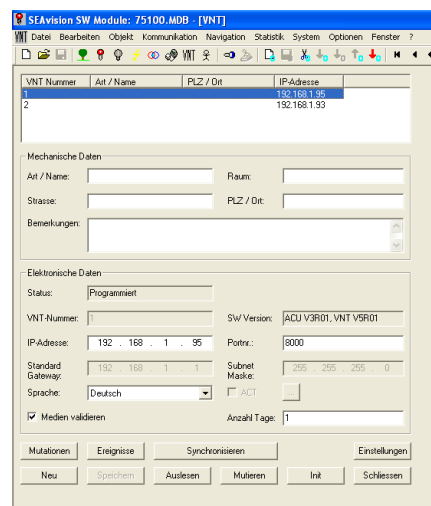 SEAvision SW Module: 75100.MDB - [VNT]
VNT Datei Bearbeiten Objekt Kommunikation Navigation Statistik System Optionen Fenster ?
VNT
VNT Nummer Art / Name PLZ / Ort IP-Adresse
1 192.168.1.95
2 192.168.1.93
Mechanische Daten
Art / Name: Raum:
Strasse: PLZ / Ort:
Bemerkungen:
Elektronische Daten
Status: Programmiert
VNT-Nummer: 1 SW Version: ACU V3R01, VNT V5R01
IP-Adresse: 192 . 168 . 1 . 95 Portnr.: 8000
Standard Gateway: 192 . 168 . 1 . 1 Subnet Maske: 255 . 255 . 255 . 0
Sprache: Deutsch ACT ...
Medien validieren Anzahl Tage: 1
Mutationen Ereignisse Synchronisieren Einstellungen
Neu Speichern Auslesen Mutieren Init Schliessen